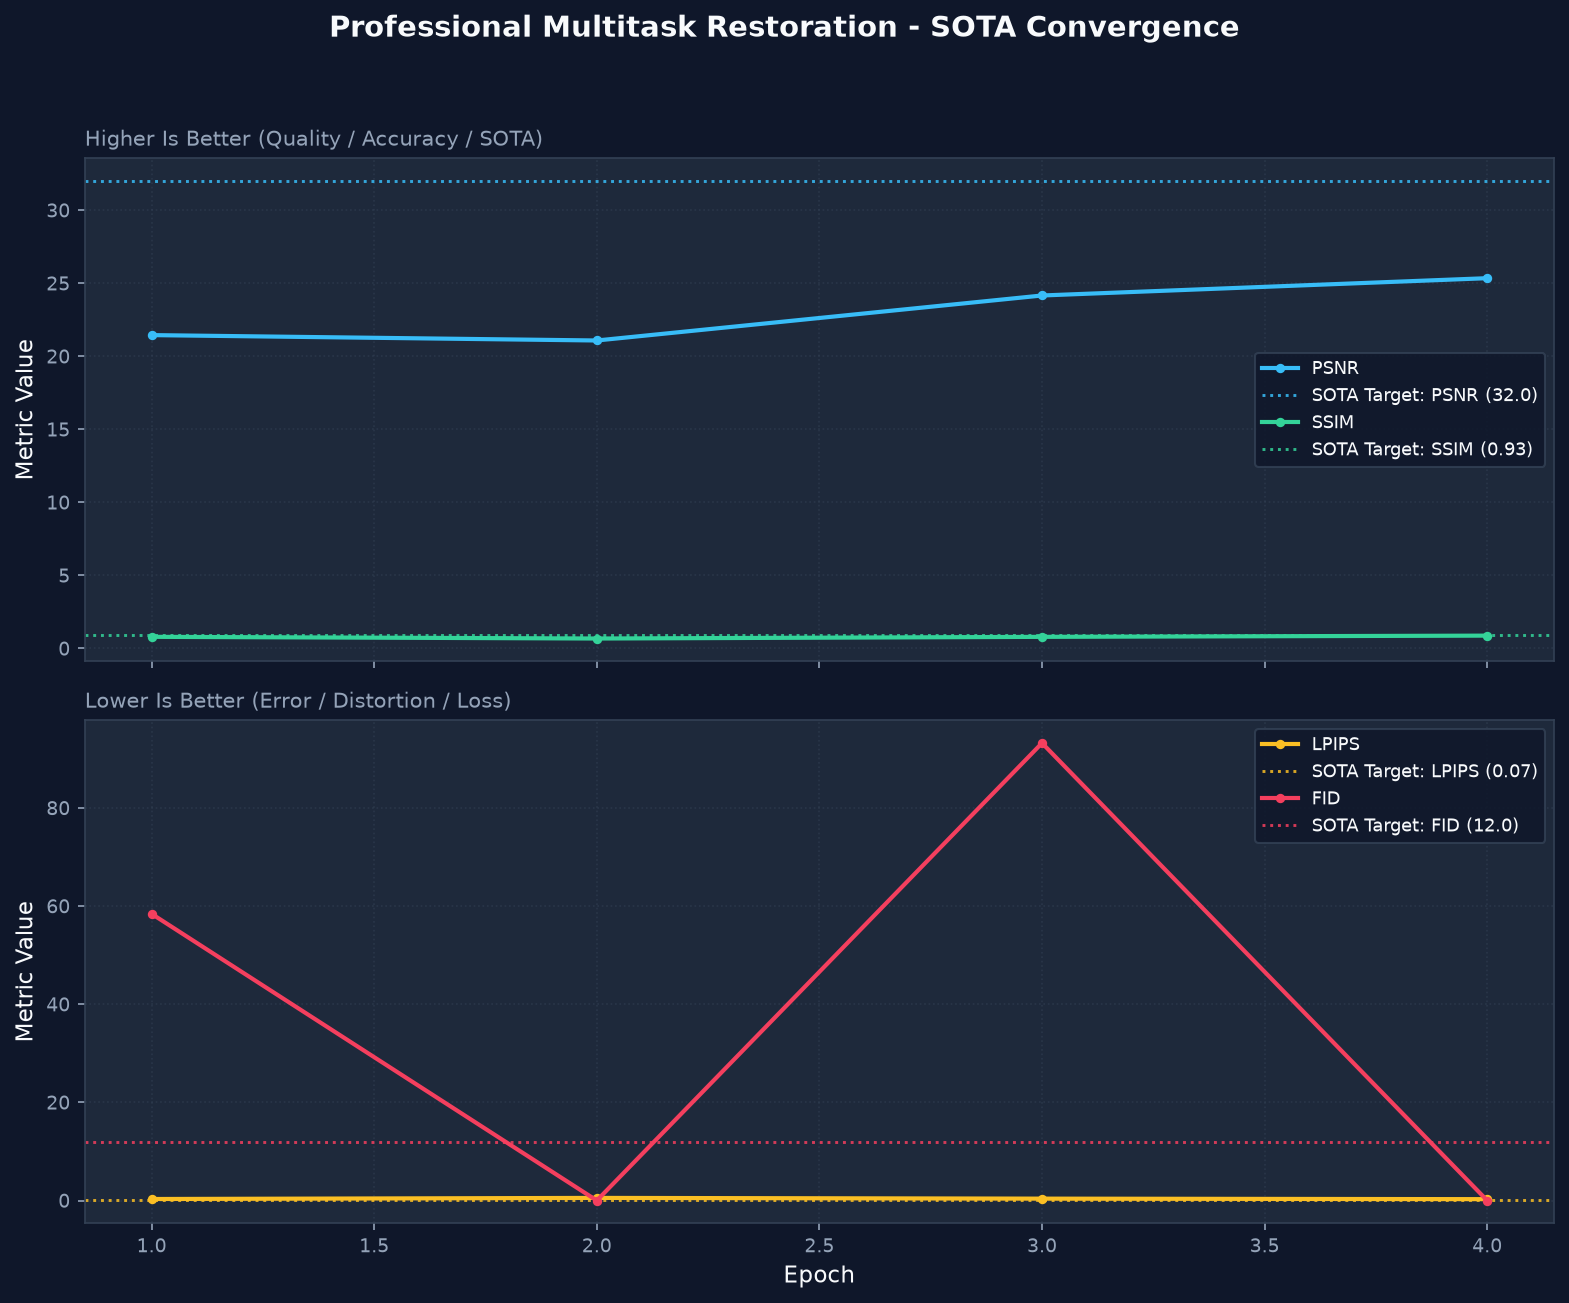 Professional Multitask Restoration - SOTA Convergence
Higher Is Better (Quality / Accuracy / SOTA)
Metric Value
30
25
20
15
10
5
0
PSNR
SOTA Target: PSNR (32.0)
SSIM
SOTA Target: SSIM (0.93)
Lower Is Better (Error / Distortion / Loss)
Metric Value
80
60
40
20
0
LPIPS
SOTA Target: LPIPS (0.07)
FID
SOTA Target: FID (12.0)
1.0 1.5 2.0 2.5 3.0 3.5 4.0
Epoch